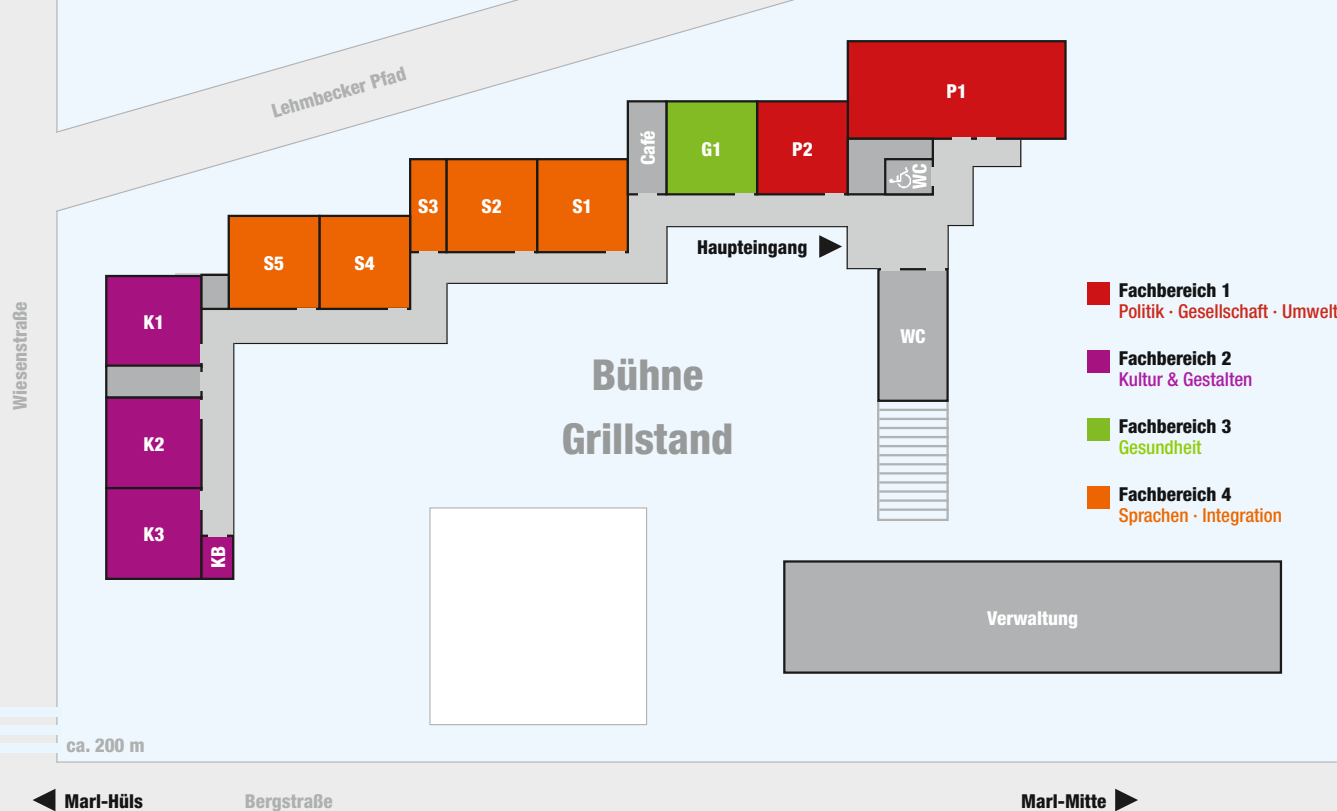 Lehmbecker Pfad
P1
Café
G1
P2
WC
S3
S2
S1
S5
S4
Haupteingang
K1
Wiesenstraße
WC
Fachbereich 1
Politik · Gesellschaft · Umwelt
Fachbereich 2
Kultur & Gestalten
Fachbereich 3
Gesundheit
Fachbereich 4
Sprachen · Integration
Bühne
Grillstand
K2
K3
KB
Verwaltung
ca. 200 m
Marl-Hüls
Bergstraße
Marl-Mitte